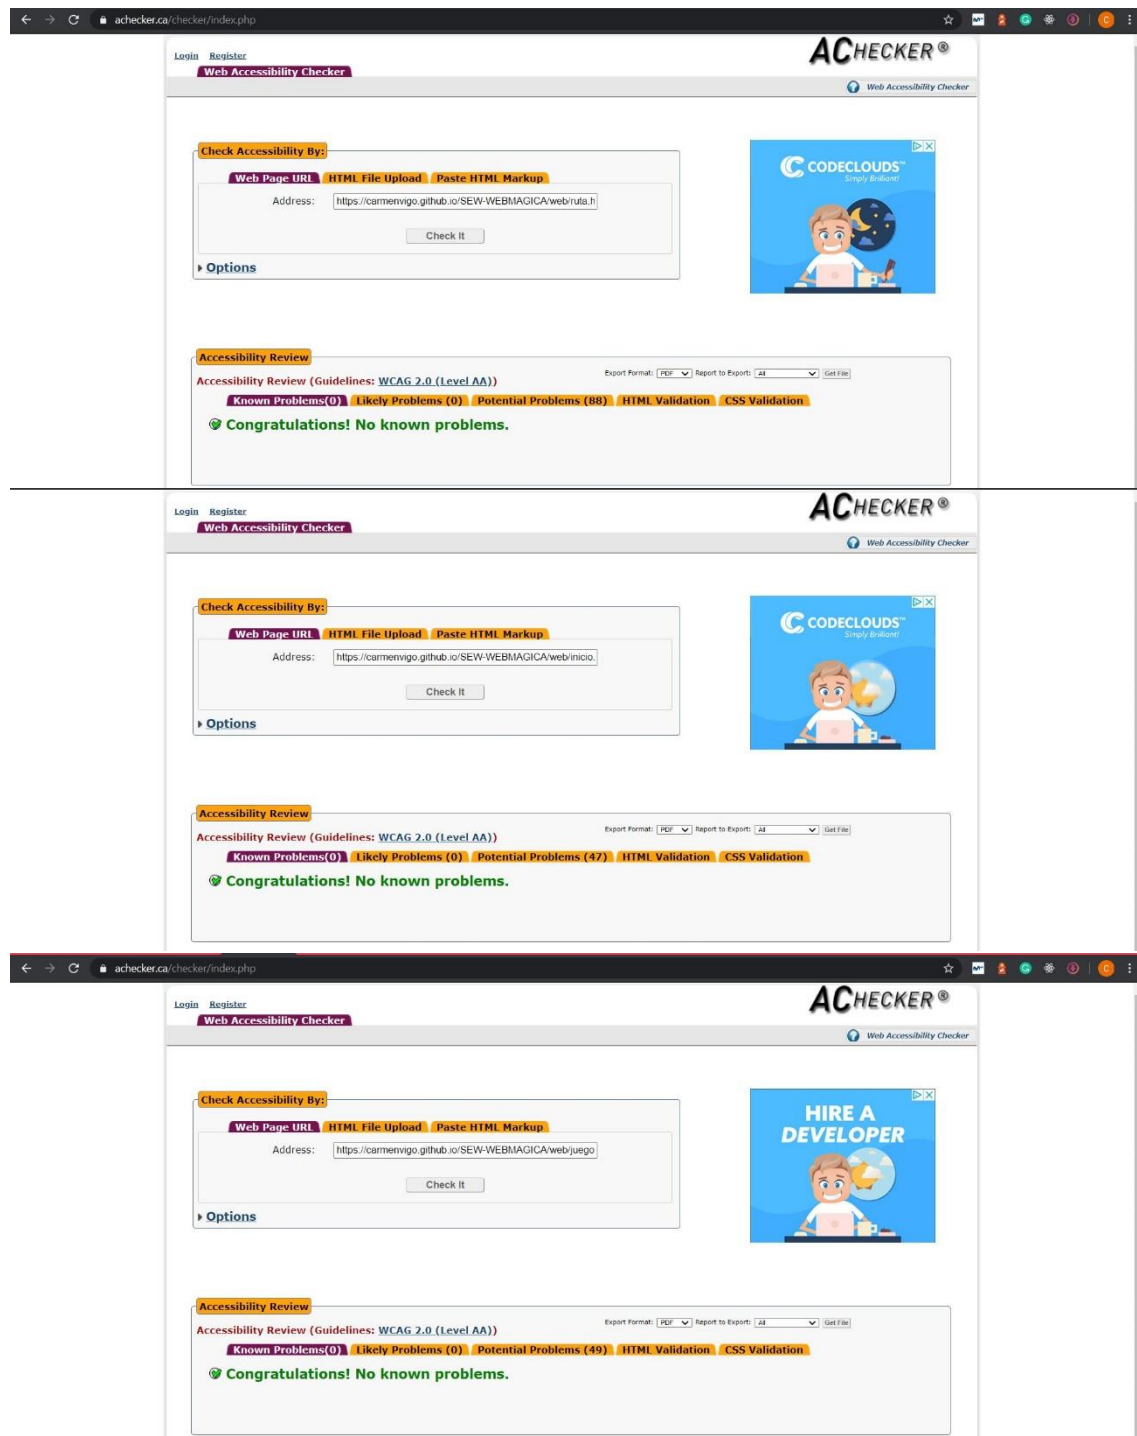 achecker.ca/checker/index.php
Login Register
ACHECKER ®
Web Accessibility Checker
Web Accessibility Checker
Check Accessibility By:
Web Page URL HTML File Upload Paste HTML Markup
Address: https://carmenvigo.github.io/SEW-WEBMAGICA/web/ruta.h
Check It
Options
CODECLOUDS™
Simply Brilliant!
Accessibility Review
Export Format: PDF Report to Export: All Get File
Accessibility Review (Guidelines: WCAG 2.0 (Level AA))
Known Problems(0) Likely Problems (0) Potential Problems (88) HTML Validation CSS Validation
Congratulations! No known problems.
Login Register
ACHECKER ®
Web Accessibility Checker
Web Accessibility Checker
Check Accessibility By:
Web Page URL HTML File Upload Paste HTML Markup
Address: https://carmenvigo.github.io/SEW-WEBMAGICA/web/inicio.
Check It
Options
CODECLOUDS™
Simply Brilliant!
Accessibility Review
Export Format: PDF Report to Export: All Get File
Accessibility Review (Guidelines: WCAG 2.0 (Level AA))
Known Problems(0) Likely Problems (0) Potential Problems (47) HTML Validation CSS Validation
Congratulations! No known problems.
achecker.ca/checker/index.php
Login Register
ACHECKER ®
Web Accessibility Checker
Web Accessibility Checker
Check Accessibility By:
Web Page URL HTML File Upload Paste HTML Markup
Address: https://carmenvigo.github.io/SEW-WEBMAGICA/web/juego
Check It
Options
HIRE A
DEVELOPER
Accessibility Review
Export Format: PDF Report to Export: All Get File
Accessibility Review (Guidelines: WCAG 2.0 (Level AA))
Known Problems(0) Likely Problems (0) Potential Problems (49) HTML Validation CSS Validation
Congratulations! No known problems.